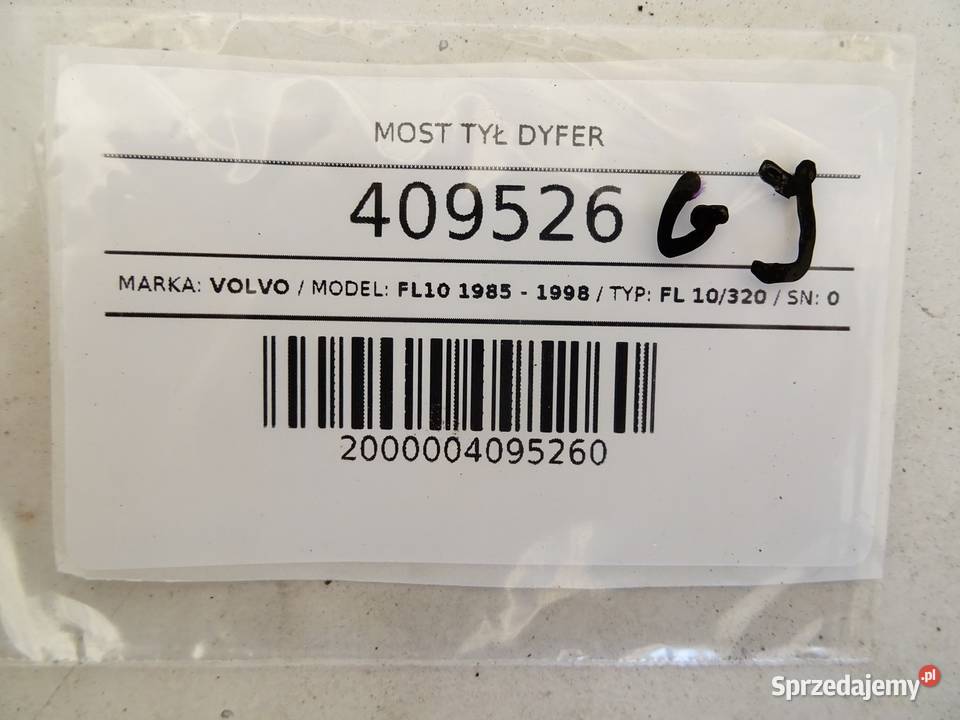 MOST TYŁ DYFER
409526 GJ
MARKA: VOLVO / MODEL: FL10 1985 - 1998 / TYP: FL 10/320 / SN: 0
2000004095260
Sprzedajemy.pl